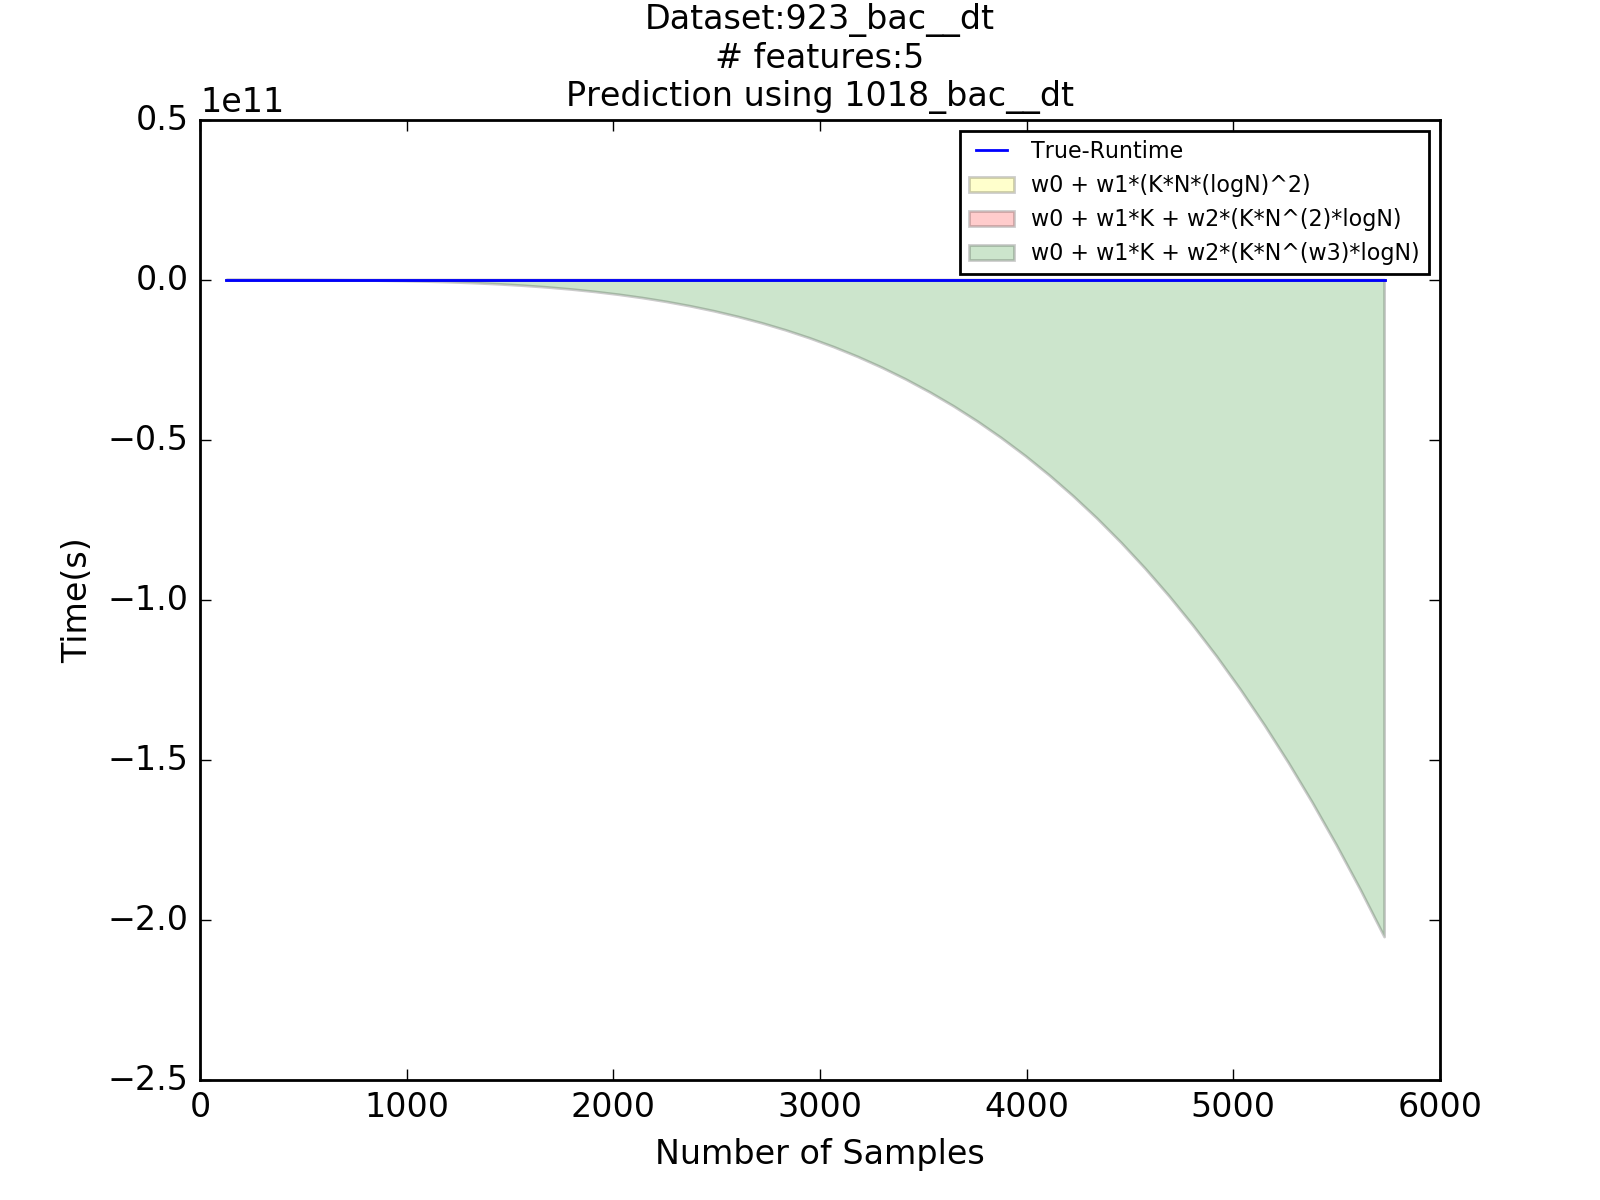 Dataset:923_bac__dt
# features:5
Prediction using 1018_bac__dt
1e11
0.5
0.0
−0.5
−1.0
−1.5
−2.0
−2.5
Time(s)
True-Runtime
w0 + w1*(K*N*(logN)^2)
w0 + w1*K + w2*(K*N^(2)*logN)
w0 + w1*K + w2*(K*N^(w3)*logN)
0 1000 2000 3000 4000 5000 6000
Number of Samples